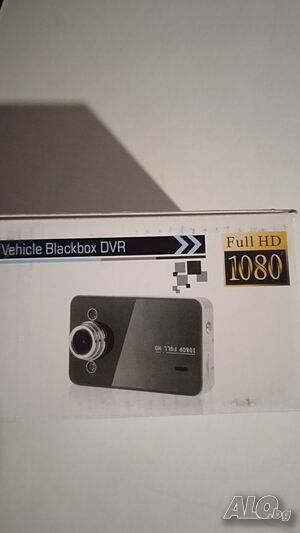 Vehicle Blackbox DVR
Full HD
1080
1080P FULL HD
ALO.bg